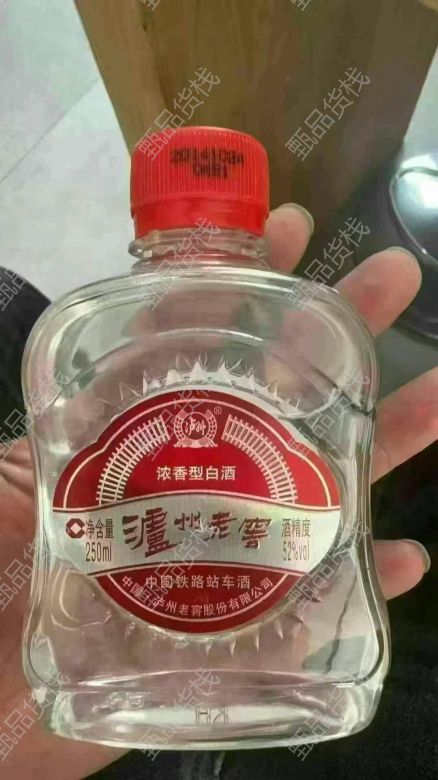 泸州
®
浓香型白酒
净含量
250ml
泸州老窖
酒精度
52%vol
中国铁路站车酒
中国·泸州老窖股份有限公司
甄品货栈